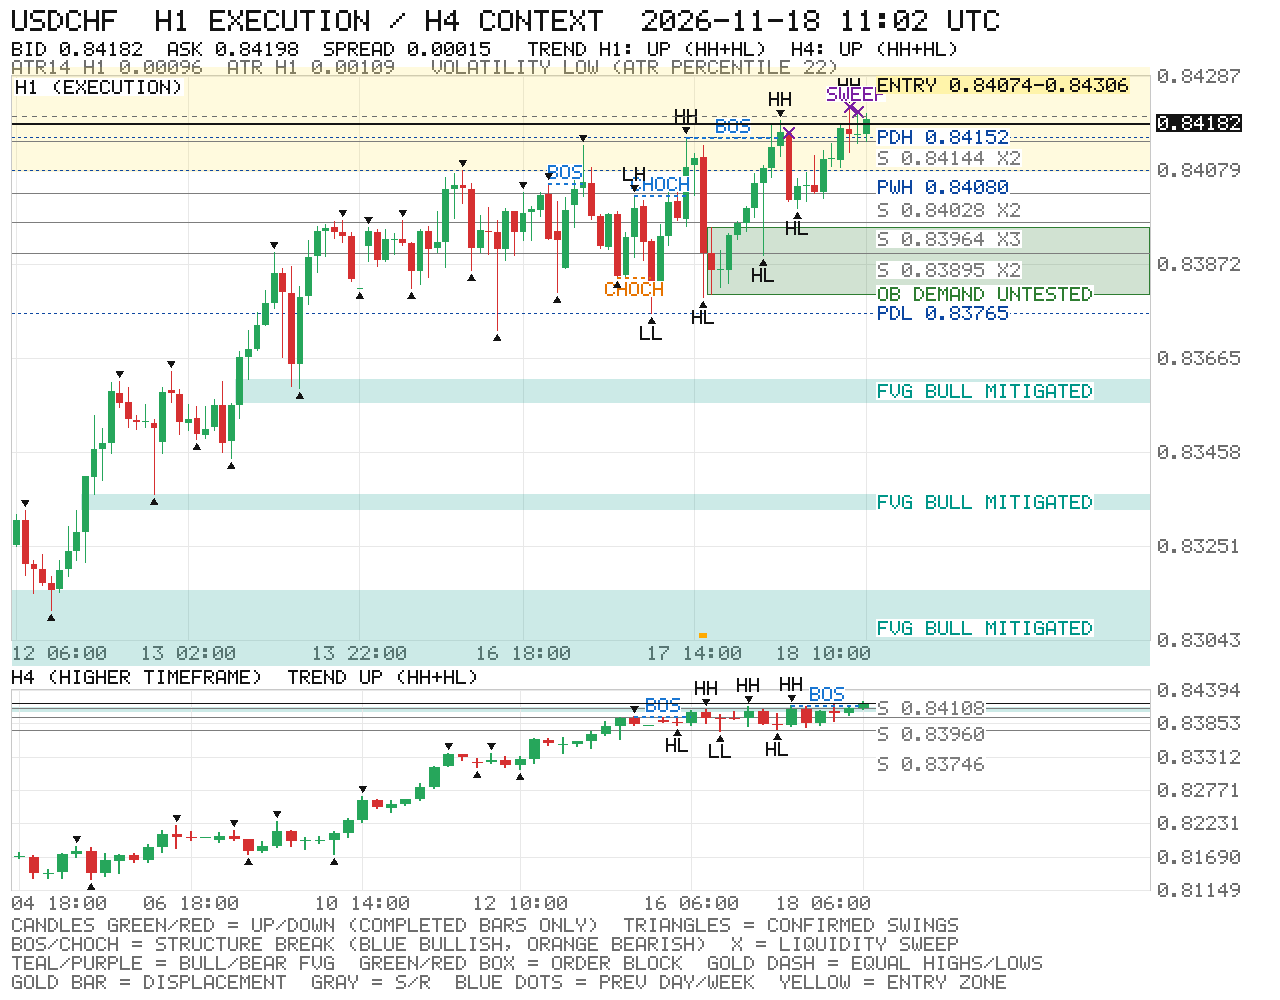 USDCHF  H1 EXECUTION / H4 CONTEXT  2026-11-18 11:02 UTC
BID 0.84182  ASK 0.84198  SPREAD 0.00015   TREND H1: UP (HH+HL)  H4: UP (HH+HL)
ATR14 H1 0.00096  ATR H1 0.00109   VOLATILITY LOW (ATR PERCENTILE 22)
H1 (EXECUTION)
0.84287
ENTRY 0.84074-0.84306
HH
SWEEP
HH
HH
BOS
0.84182
PDH 0.84152
S 0.84144 X2
0.84079
BOS
LH
CHOCH
PWH 0.84080
S 0.84028 X2
HL
S 0.83964 X3
0.83872
HL
S 0.83895 X2
CHOCH
OB DEMAND UNTESTED
HL
PDL 0.83765
LL
0.83665
FVG BULL MITIGATED
0.83458
FVG BULL MITIGATED
0.83251
FVG BULL MITIGATED
0.83043
12 06:00  13 02:00  13 22:00  16 18:00  17 14:00  18 10:00
H4 (HIGHER TIMEFRAME)  TREND UP (HH+HL)
HH HH HH
0.84394
BOS BOS
S 0.84108
0.83853
S 0.83960
HL LL HL
0.83312
S 0.83746
0.82771
0.82231
0.81690
0.81149
04 18:00  06 18:00  10 14:00  12 10:00  16 06:00  18 06:00
CANDLES GREEN/RED = UP/DOWN (COMPLETED BARS ONLY)  TRIANGLES = CONFIRMED SWINGS
BOS/CHOCH = STRUCTURE BREAK (BLUE BULLISH, ORANGE BEARISH)  X = LIQUIDITY SWEEP
TEAL/PURPLE = BULL/BEAR FVG  GREEN/RED BOX = ORDER BLOCK  GOLD DASH = EQUAL HIGHS/LOWS
GOLD BAR = DISPLACEMENT  GRAY = S/R  BLUE DOTS = PREV DAY/WEEK  YELLOW = ENTRY ZONE